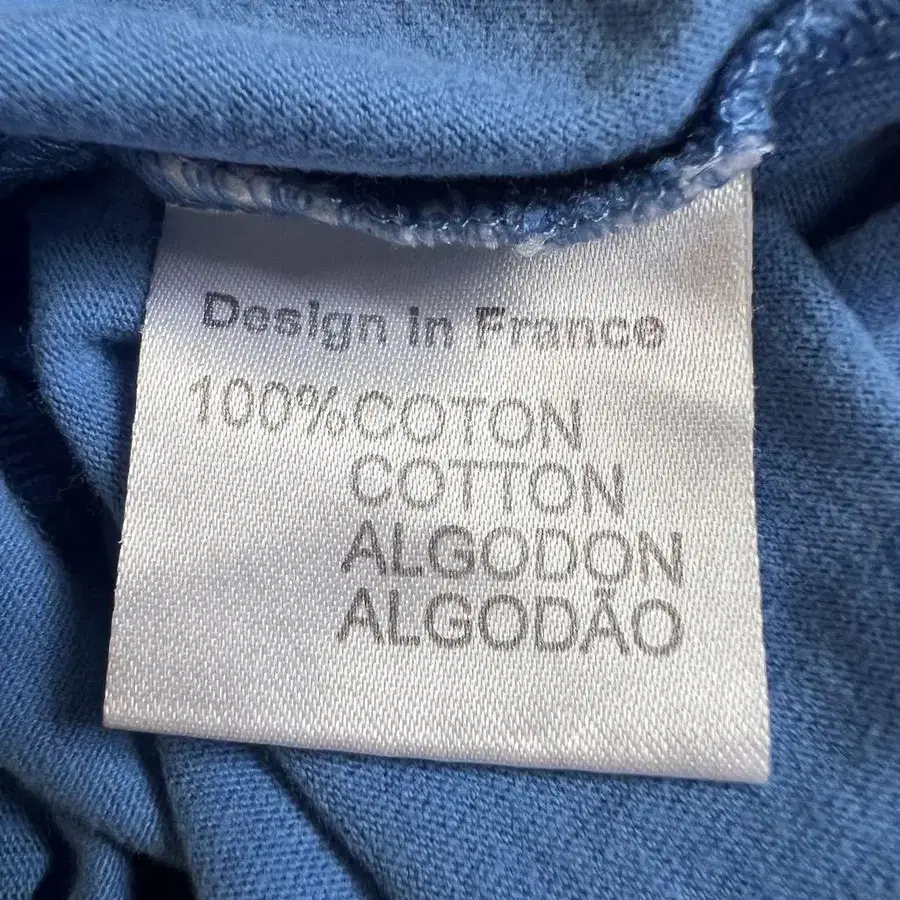 Design in France
100%COTON
COTTON
ALGODON
ALGODÃO